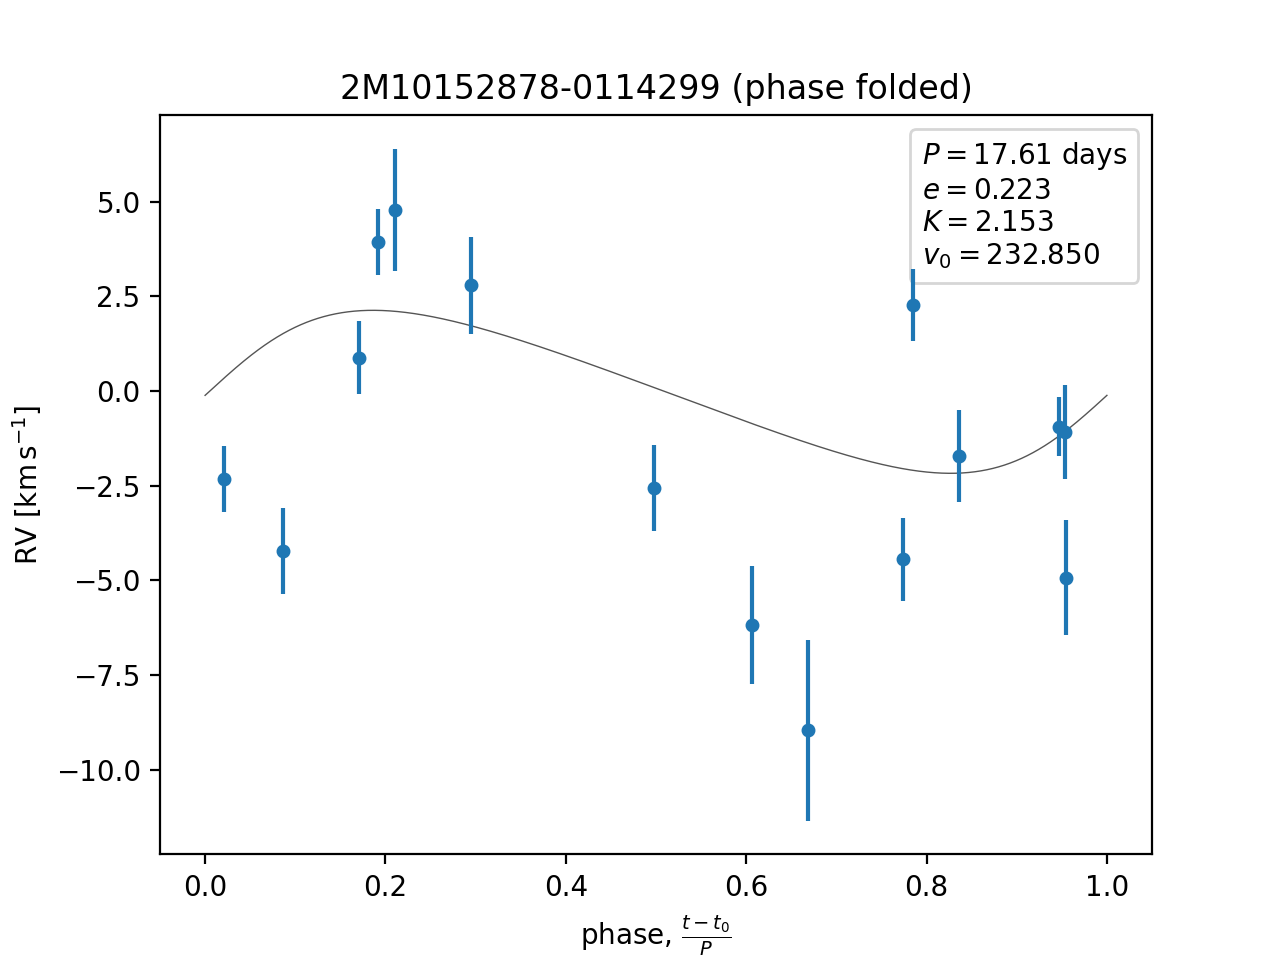 2M10152878-0114299 (phase folded)
P = 17.61 days
e = 0.223
K = 2.153
v₀ = 232.850
5.0
2.5
0.0
−2.5
−5.0
−7.5
−10.0
RV [km s⁻¹]
0.0 0.2 0.4 0.6 0.8 1.0
phase, (t − t₀)/P